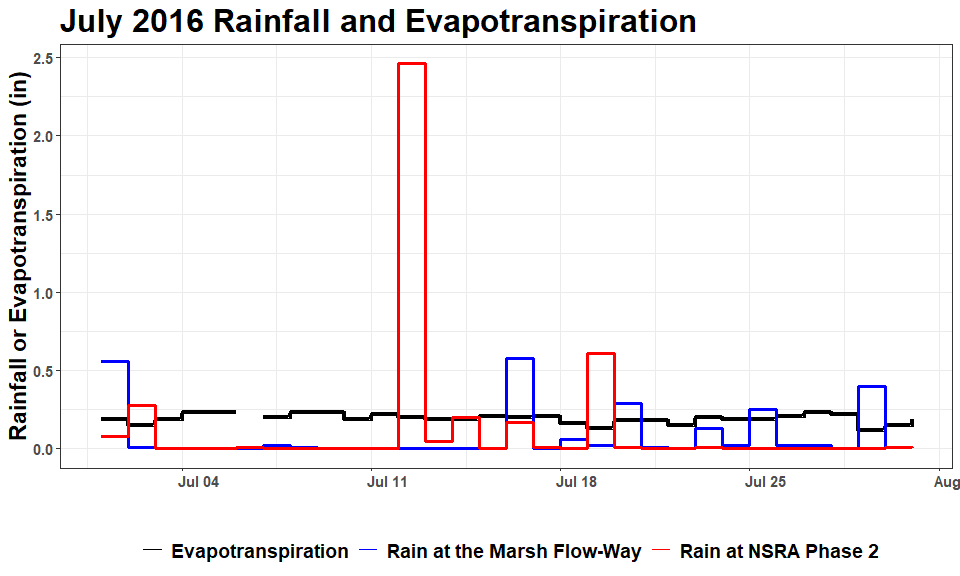 July 2016 Rainfall and Evapotranspiration
Rainfall or Evapotranspiration (in)
2.5
2.0
1.5
1.0
0.5
0.0
Jul 04 Jul 11 Jul 18 Jul 25 Aug
Evapotranspiration Rain at the Marsh Flow-Way Rain at NSRA Phase 2